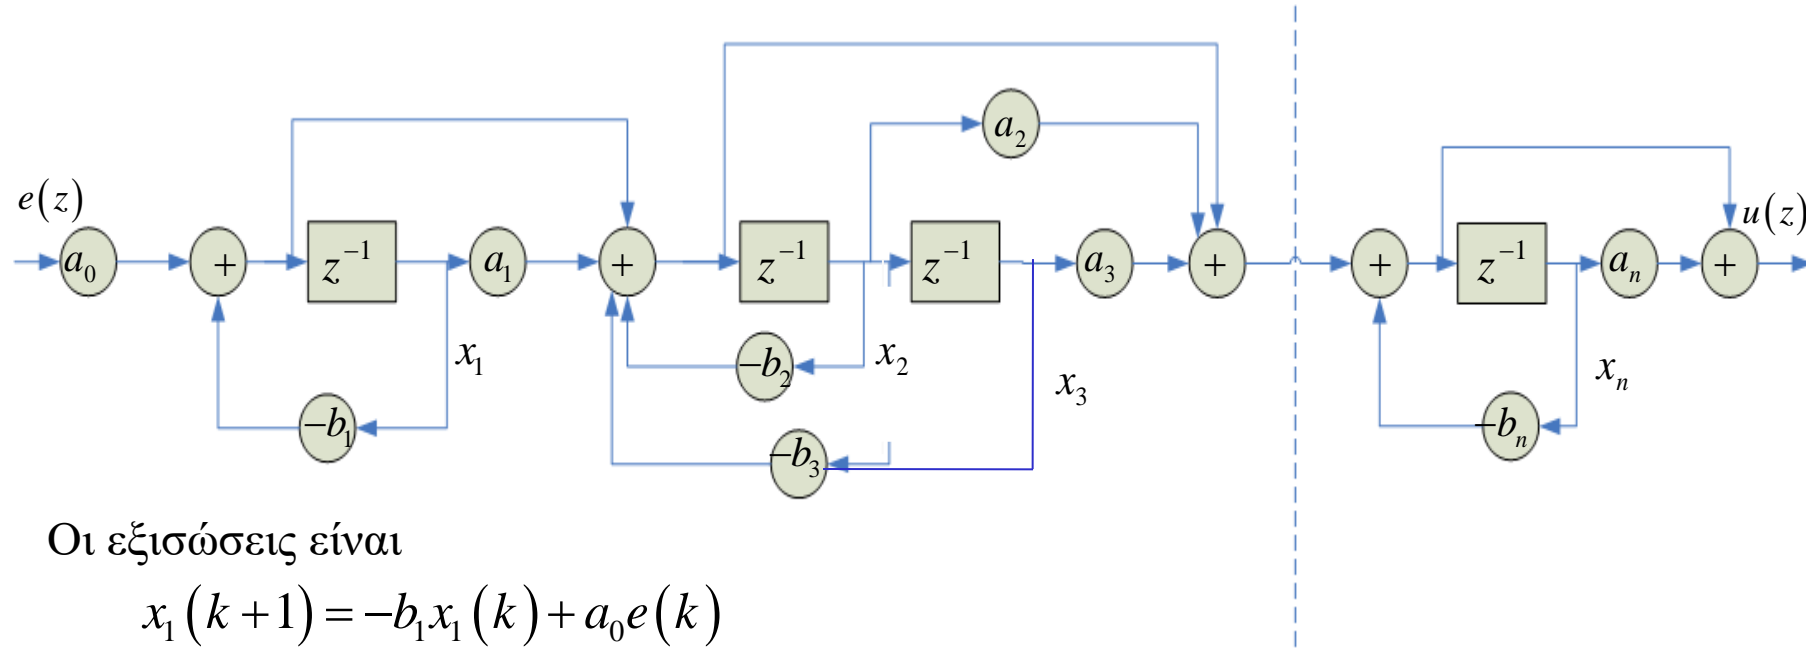 e(z)
a₀
+
z⁻¹
a₁
+
z⁻¹
z⁻¹
a₂
a₃
+
+
z⁻¹
aₙ
+
u(z)
−b₁
x₁
−b₂
x₂
−b₃
x₃
−bₙ
xₙ
Οι εξισώσεις είναι
x₁(k+1)=−b₁x₁(k)+a₀e(k)